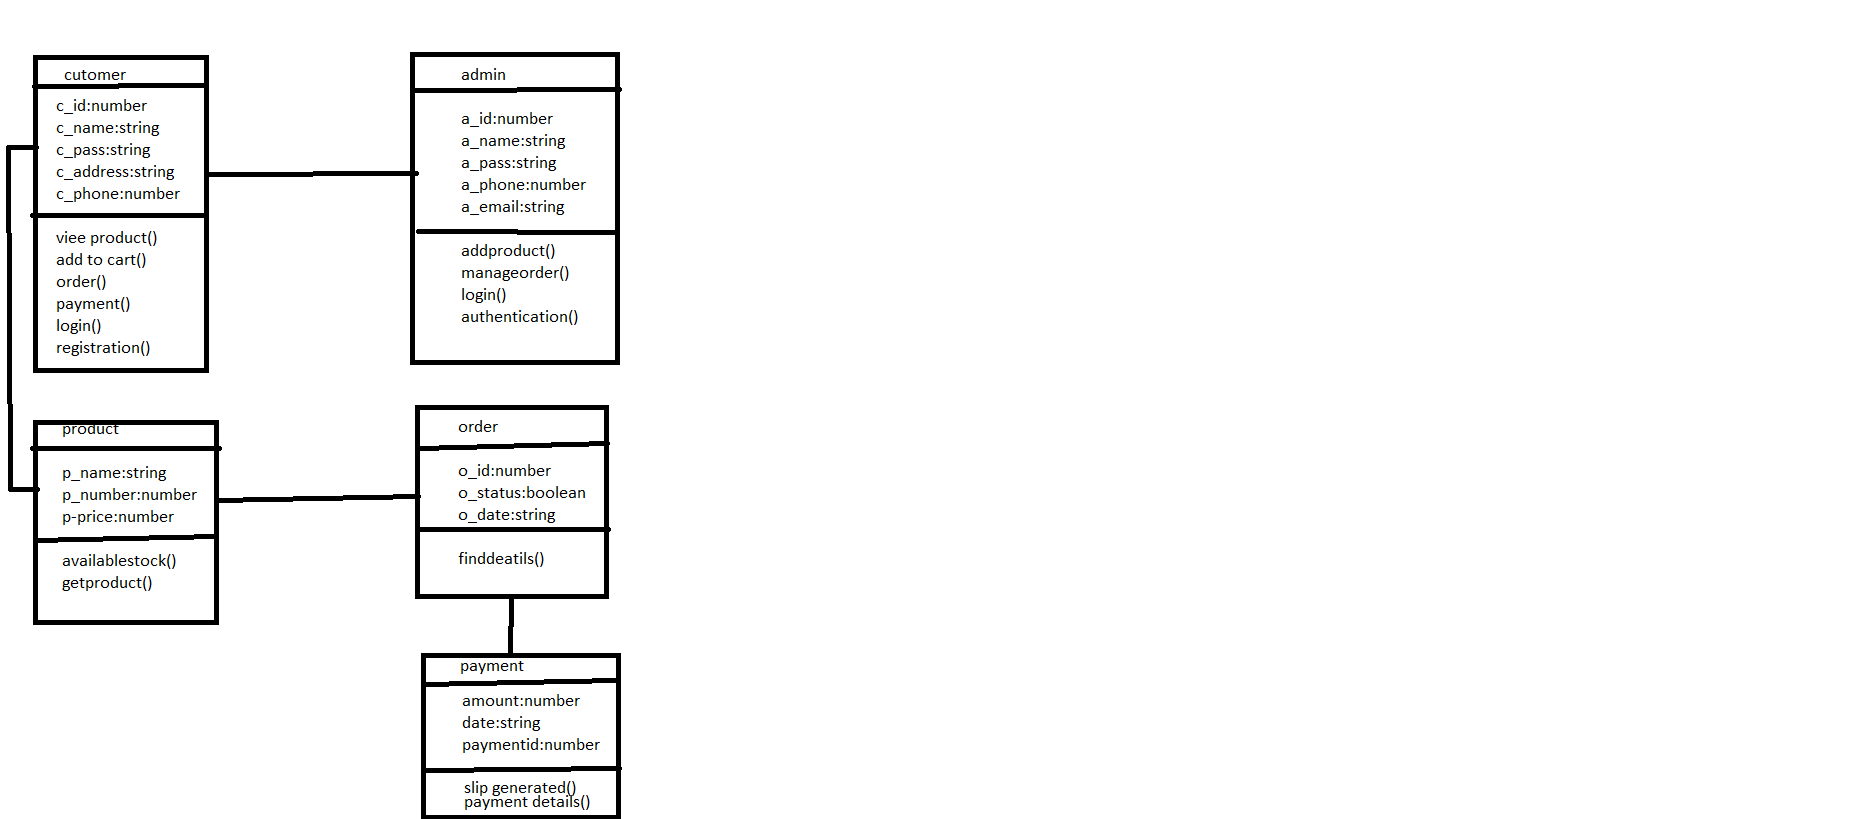 cutomer
c_id:number
c_name:string
c_pass:string
c_address:string
c_phone:number
viee product()
add to cart()
order()
payment()
login()
registration()
admin
a_id:number
a_name:string
a_pass:string
a_phone:number
a_email:string
addproduct()
manageorder()
login()
authentication()
product
p_name:string
p_number:number
p-price:number
availablestock()
getproduct()
order
o_id:number
o_status:boolean
o_date:string
finddeatils()
payment
amount:number
date:string
paymentid:number
slip generated()
payment details()